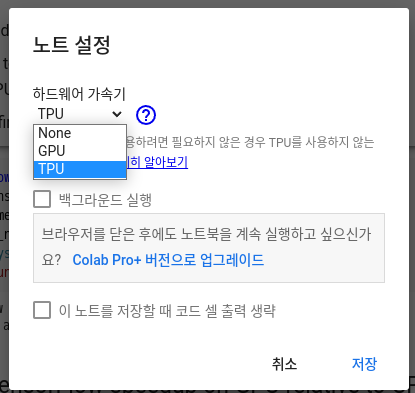 노트 설정
하드웨어 가속기
TPU
None
GPU
TPU
용하려면 필요하지 않은 경우 TPU를 사용하지 않는
히 알아보기
백그라운드 실행
브라우저를 닫은 후에도 노트북을 계속 실행하고 싶으신가
요? Colab Pro+ 버전으로 업그레이드
이 노트를 저장할 때 코드 셀 출력 생략
취소 저장